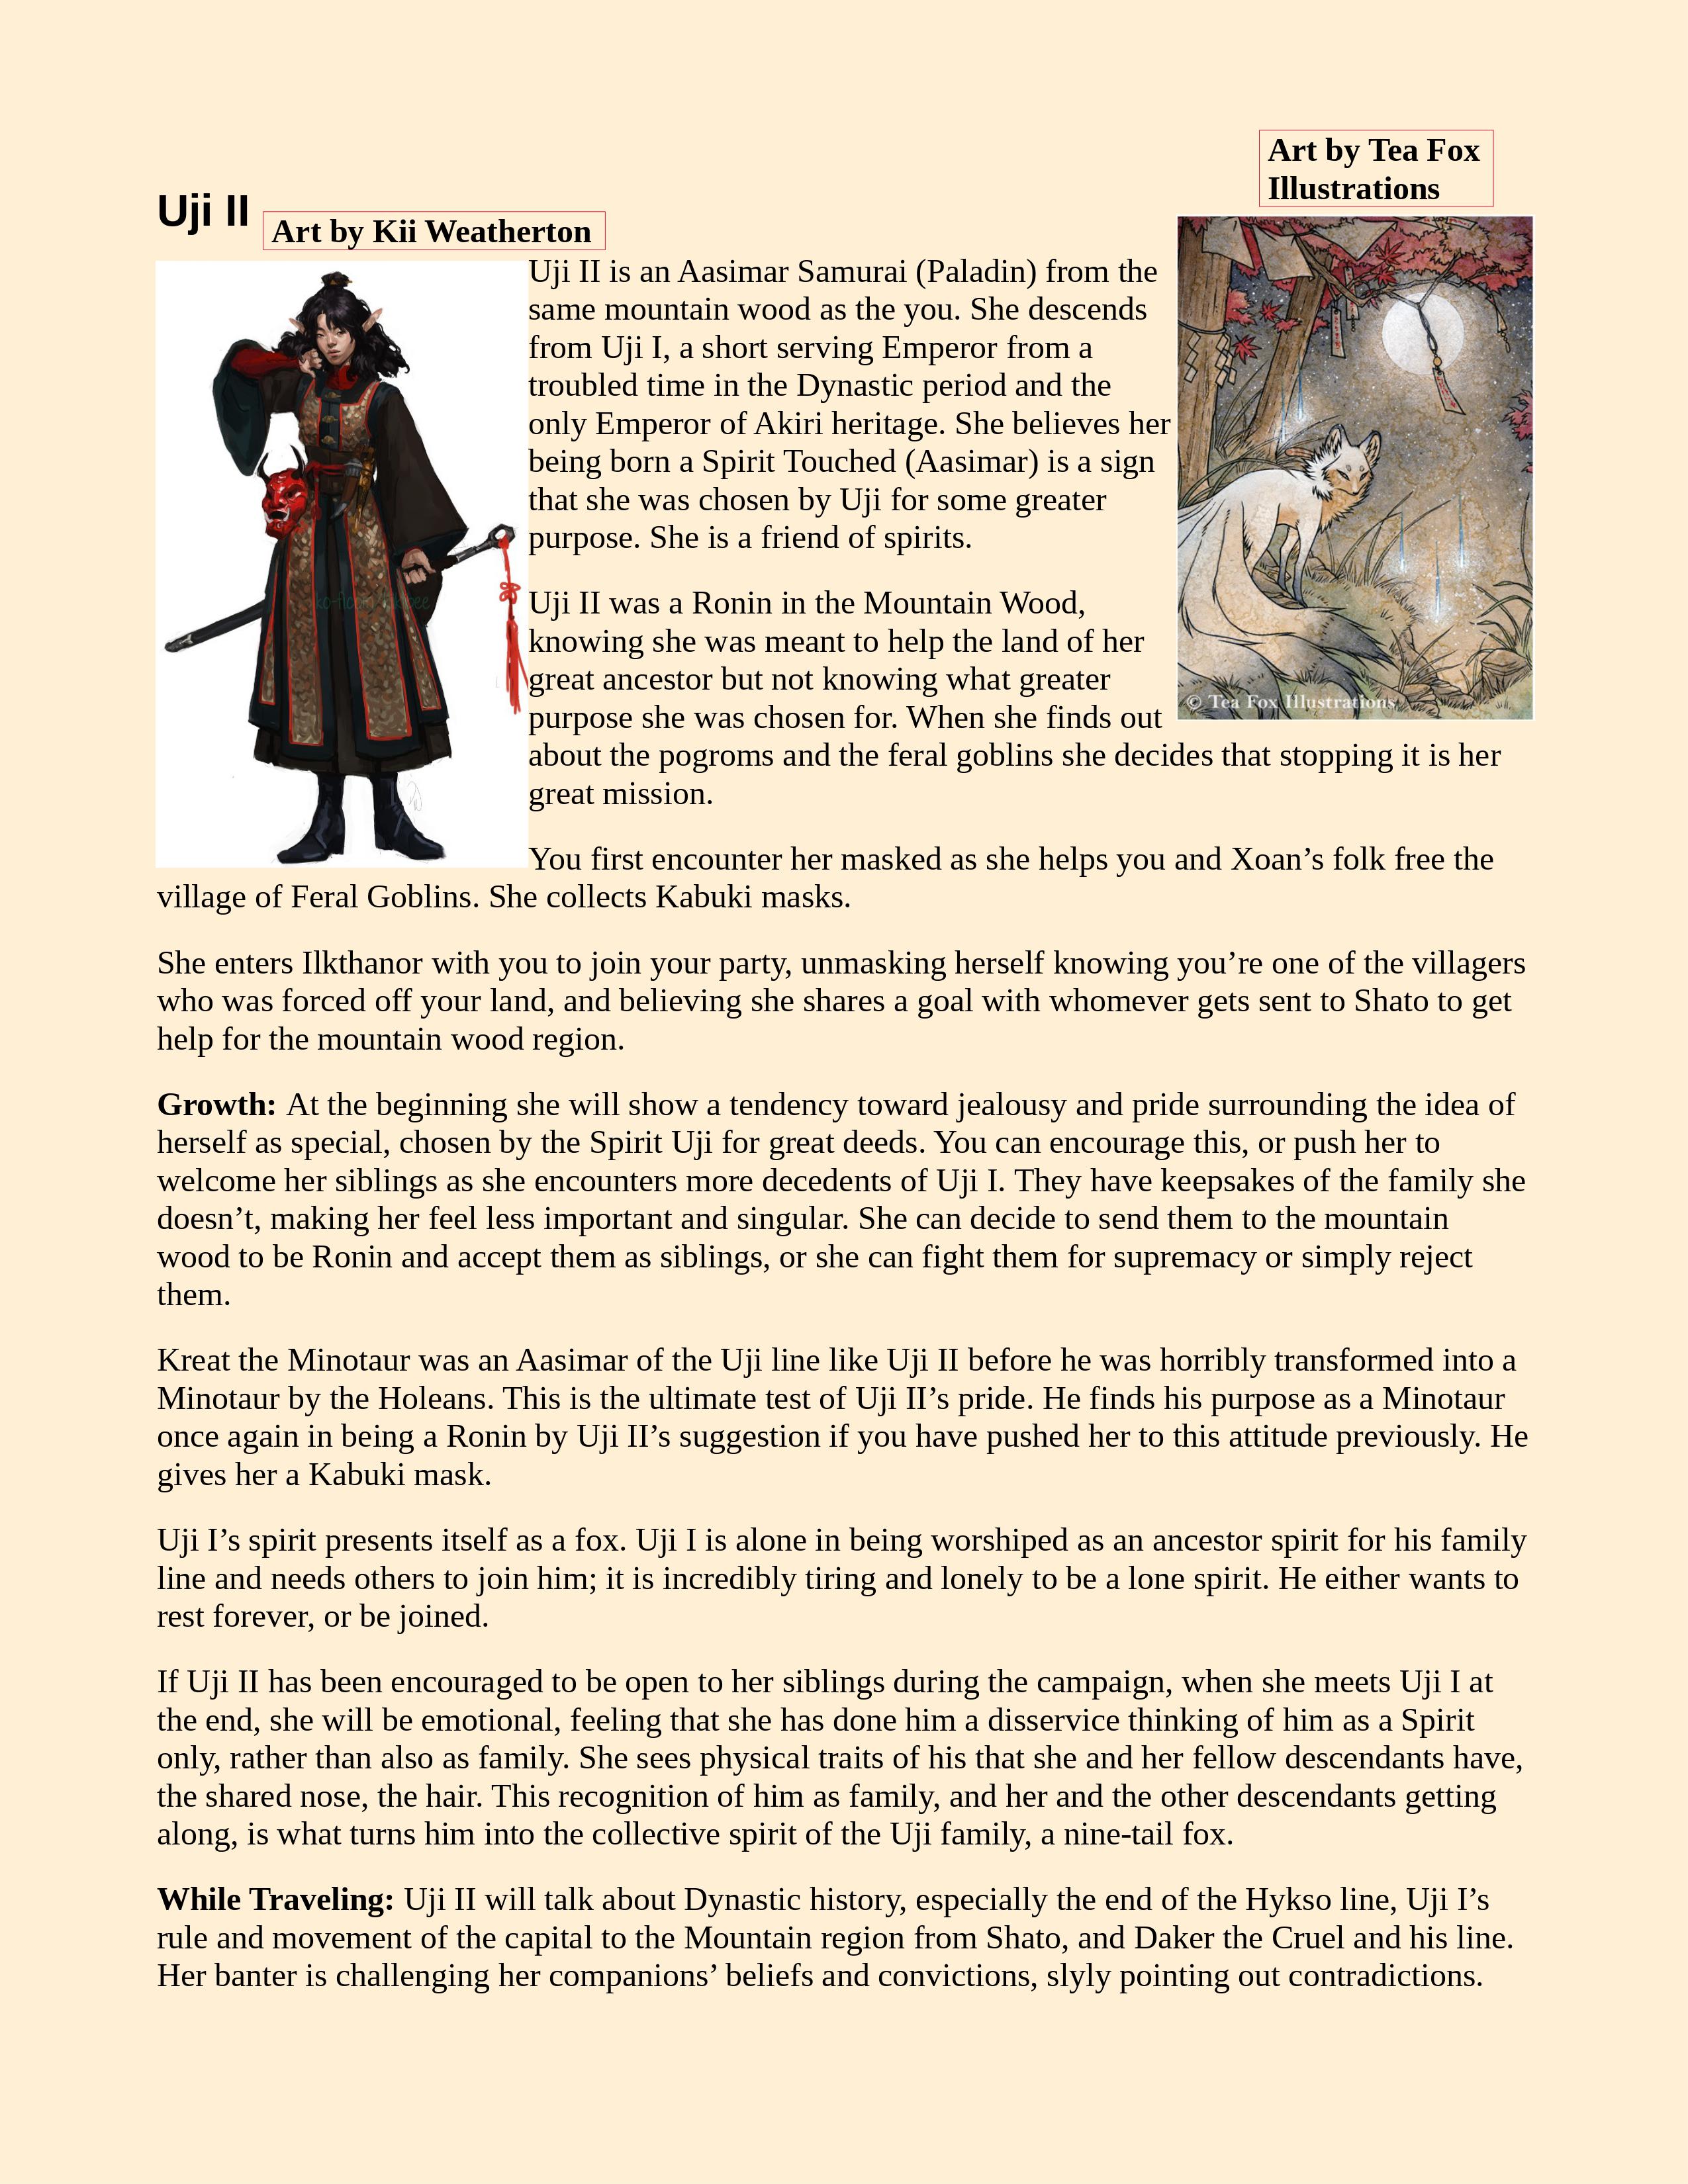 Art by Tea Fox
Illustrations
Uji II
Art by Kii Weatherton
Uji II is an Aasimar Samurai (Paladin) from the
same mountain wood as the you. She descends
from Uji I, a short serving Emperor from a
troubled time in the Dynastic period and the
only Emperor of Akiri heritage. She believes her
being born a Spirit Touched (Aasimar) is a sign
that she was chosen by Uji for some greater
purpose. She is a friend of spirits.
Uji II was a Ronin in the Mountain Wood,
knowing she was meant to help the land of her
great ancestor but not knowing what greater
purpose she was chosen for. When she finds out
© Tea Fox Illustrations
about the pogroms and the feral goblins she decides that stopping it is her
great mission.
You first encounter her masked as she helps you and Xoan’s folk free the
village of Feral Goblins. She collects Kabuki masks.
She enters Ilkthanor with you to join your party, unmasking herself knowing you’re one of the villagers
who was forced off your land, and believing she shares a goal with whomever gets sent to Shato to get
help for the mountain wood region.
Growth: At the beginning she will show a tendency toward jealousy and pride surrounding the idea of
herself as special, chosen by the Spirit Uji for great deeds. You can encourage this, or push her to
welcome her siblings as she encounters more decedents of Uji I. They have keepsakes of the family she
doesn’t, making her feel less important and singular. She can decide to send them to the mountain
wood to be Ronin and accept them as siblings, or she can fight them for supremacy or simply reject
them.
Kreat the Minotaur was an Aasimar of the Uji line like Uji II before he was horribly transformed into a
Minotaur by the Holeans. This is the ultimate test of Uji II’s pride. He finds his purpose as a Minotaur
once again in being a Ronin by Uji II’s suggestion if you have pushed her to this attitude previously. He
gives her a Kabuki mask.
Uji I’s spirit presents itself as a fox. Uji I is alone in being worshiped as an ancestor spirit for his family
line and needs others to join him; it is incredibly tiring and lonely to be a lone spirit. He either wants to
rest forever, or be joined.
If Uji II has been encouraged to be open to her siblings during the campaign, when she meets Uji I at
the end, she will be emotional, feeling that she has done him a disservice thinking of him as a Spirit
only, rather than also as family. She sees physical traits of his that she and her fellow descendants have,
the shared nose, the hair. This recognition of him as family, and her and the other descendants getting
along, is what turns him into the collective spirit of the Uji family, a nine-tail fox.
While Traveling: Uji II will talk about Dynastic history, especially the end of the Hykso line, Uji I’s
rule and movement of the capital to the Mountain region from Shato, and Daker the Cruel and his line.
Her banter is challenging her companions’ beliefs and convictions, slyly pointing out contradictions.